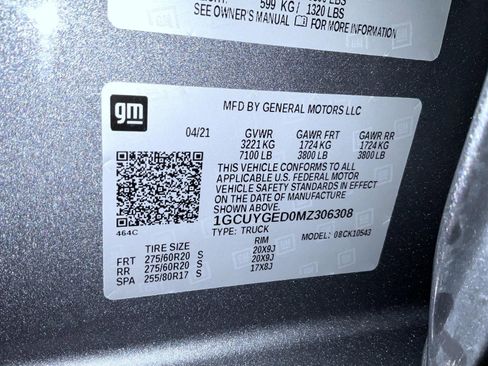 599 KG/ 1320 LBS
SEE OWNER'S MANUAL
gm
MFD BY GENERAL MOTORS LLC
04/21 GVWR GAWR FRT GAWR RR
3221 KG 1724 KG 1724 KG
7100 LB 3800 LB 3800 LB
THIS VEHICLE CONFORMS TO ALL
APPLICABLE U.S. FEDERAL MOTOR
VEHICLE SAFETY STANDARDS IN EFFECT
ON THE DATE OF MANUFACTURE
SHOWN ABOVE
1GCUYGED0MZ306308
464C TYPE: TRUCK MODEL: 08CK10543
TIRE SIZE RIM
FRT 275/60R20 S 20X9J
RR 275/60R20 S 20X9J
SPA 255/80R17 S 17X8J